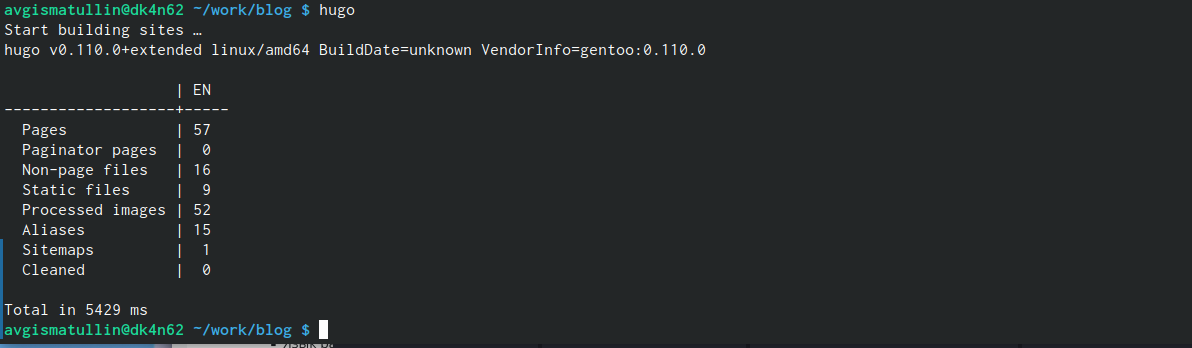 avgismatullin@dk4n62 ~/work/blog $ hugo
Start building sites …
hugo v0.110.0+extended linux/amd64 BuildDate=unknown VendorInfo=gentoo:0.110.0
                   | EN
-------------------+-----
  Pages            | 57
  Paginator pages  |  0
  Non-page files   | 16
  Static files     |  9
  Processed images | 52
  Aliases          | 15
  Sitemaps         |  1
  Cleaned          |  0
Total in 5429 ms
avgismatullin@dk4n62 ~/work/blog $